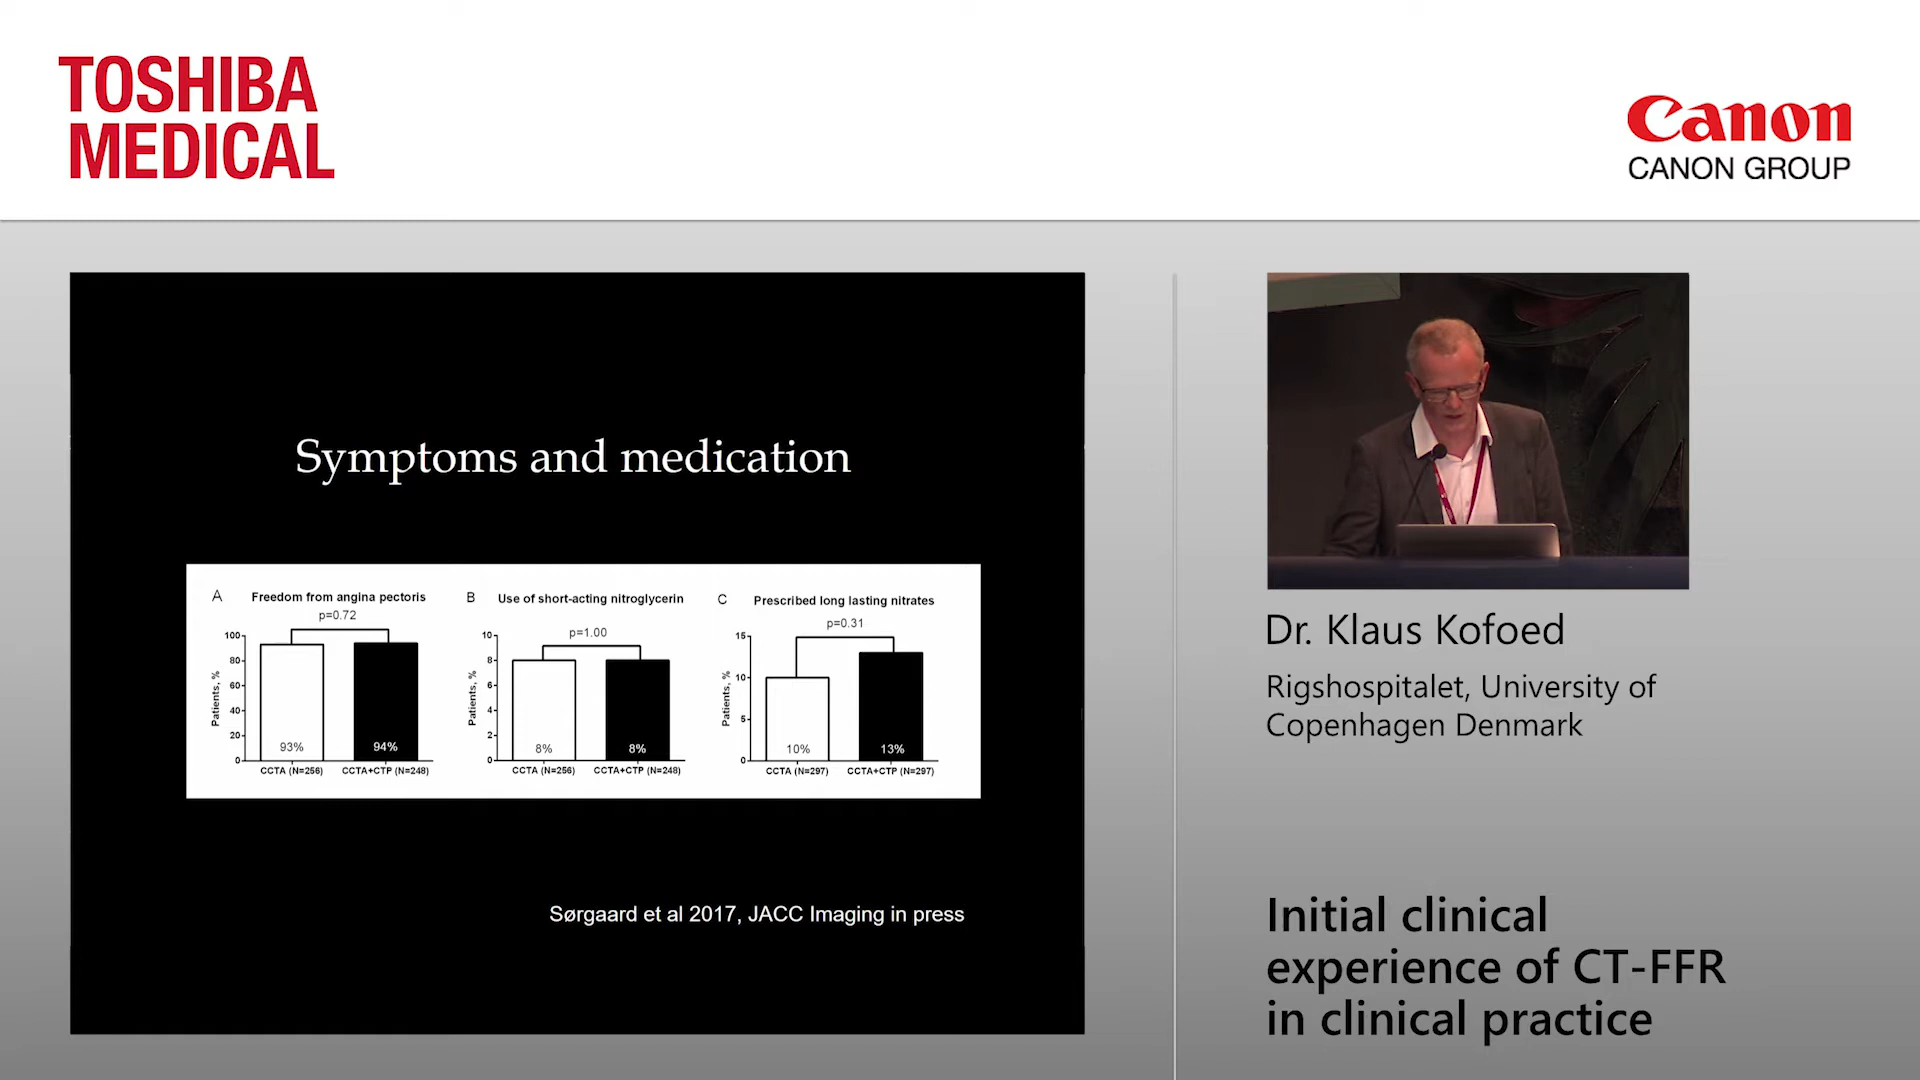 TOSHIBA
MEDICAL
Canon
CANON GROUP
Symptoms and medication
A Freedom from angina pectoris
p=0.72
Patients, %
100
80
60
40
20
0
93%
94%
CCTA (N=256)
CCTA+CTP (N=248)
B Use of short-acting nitroglycerin
p=1.00
Patients, %
10
8
6
4
2
0
8%
8%
CCTA (N=256)
CCTA+CTP (N=248)
C Prescribed long lasting nitrates
p=0.31
Patients, %
15
10
5
0
10%
13%
CCTA (N=297)
CCTA+CTP (N=297)
Sørgaard et al 2017, JACC Imaging in press
Dr. Klaus Kofoed
Rigshospitalet, University of
Copenhagen Denmark
Initial clinical
experience of CT-FFR
in clinical practice